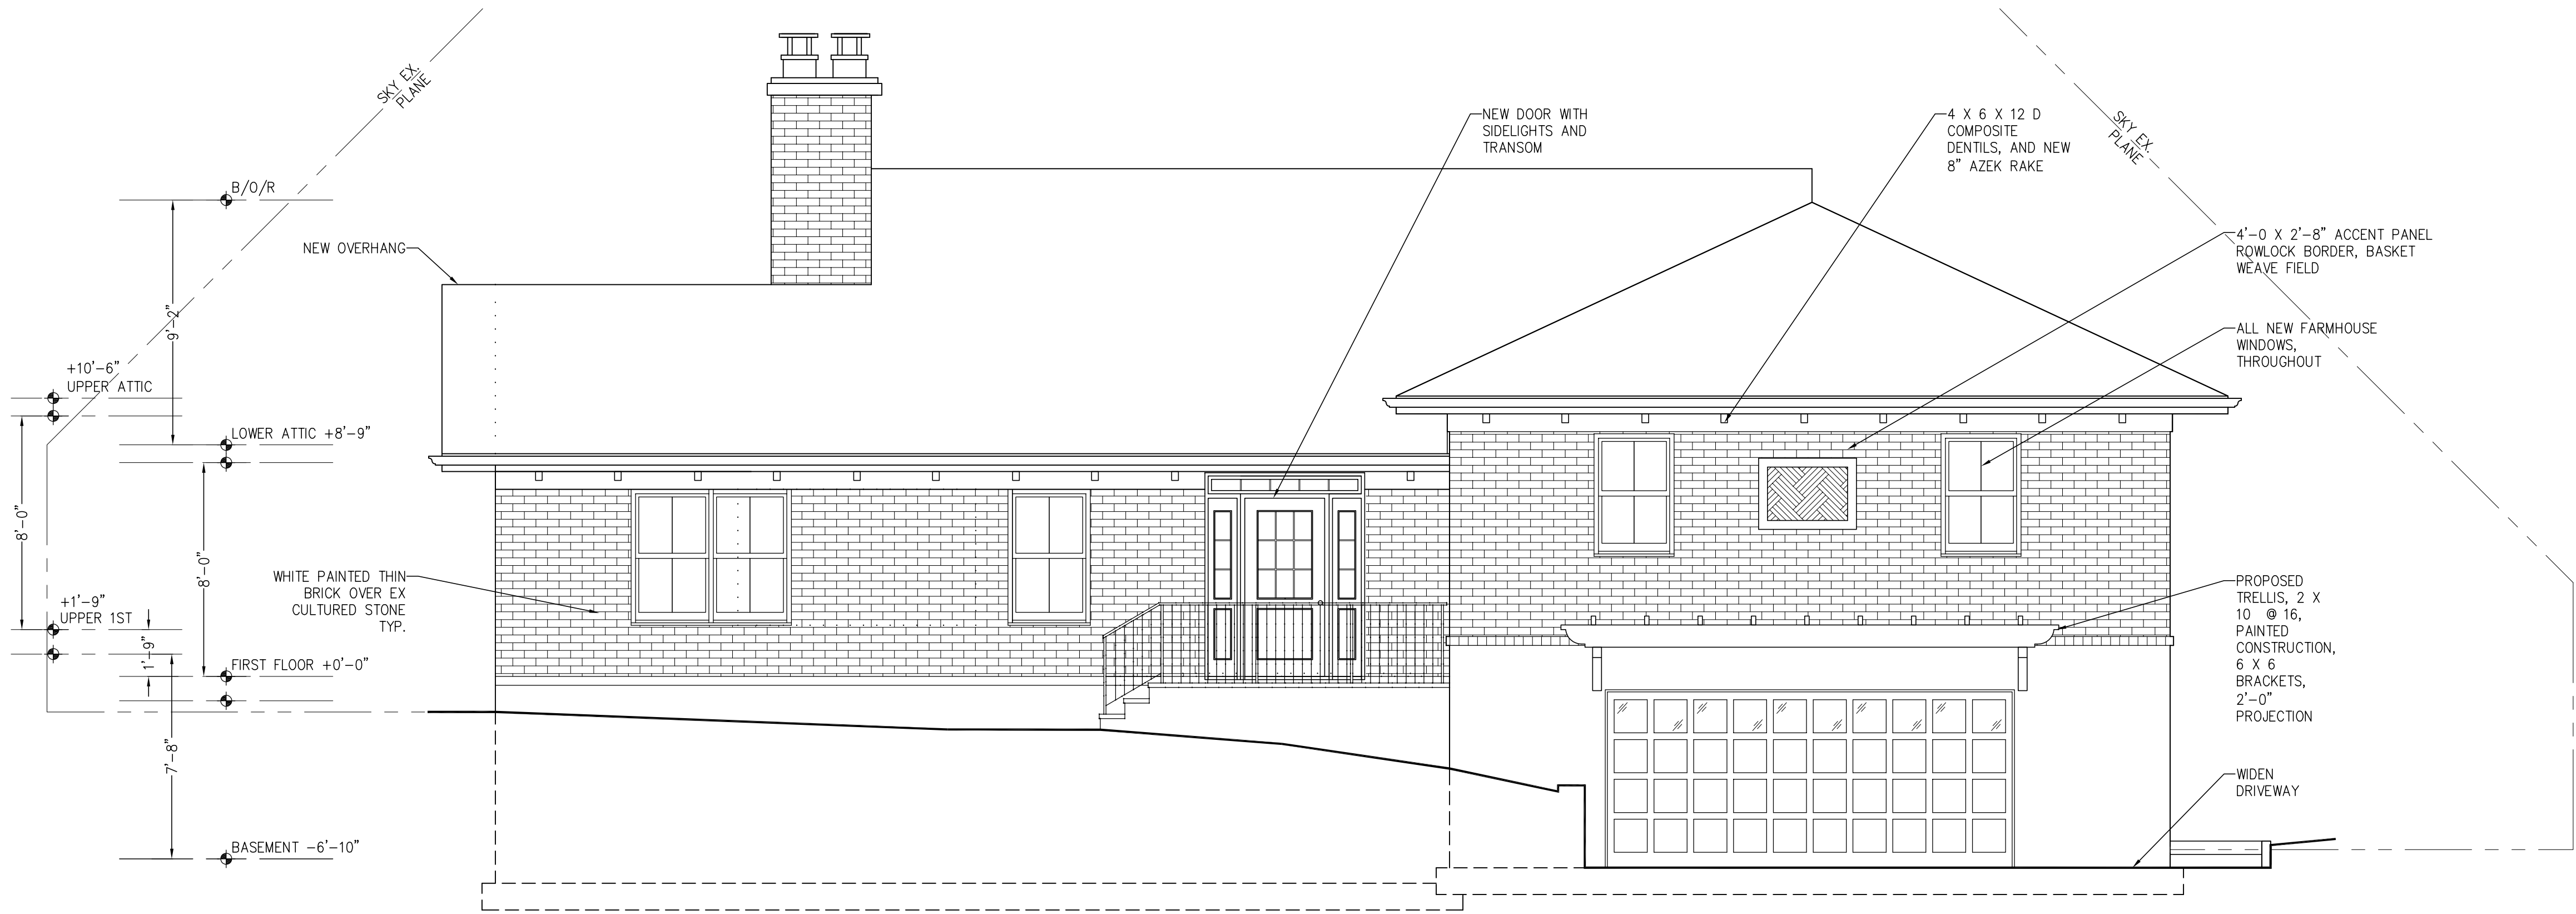 SKY EX.
PLANE
B/O/R
NEW OVERHANG
9'-2"
+10'-6"
UPPER ATTIC
LOWER ATTIC +8'-9"
8'-0"
8'-0"
WHITE PAINTED THIN
BRICK OVER EX
CULTURED STONE
TYP.
+1'-9"
UPPER 1ST
1'-9"
FIRST FLOOR +0'-0"
7'-8"
BASEMENT -6'-10"
NEW DOOR WITH
SIDELIGHTS AND
TRANSOM
4 X 6 X 12 D
COMPOSITE
DENTILS, AND NEW
8" AZEK RAKE
SKY EX.
PLANE
4'-0 X 2'-8" ACCENT PANEL
ROWLOCK BORDER, BASKET
WEAVE FIELD
ALL NEW FARMHOUSE
WINDOWS,
THROUGHOUT
PROPOSED
TRELLIS, 2 X
10 @ 16,
PAINTED
CONSTRUCTION,
6 X 6
BRACKETS,
2'-0"
PROJECTION
WIDEN
DRIVEWAY